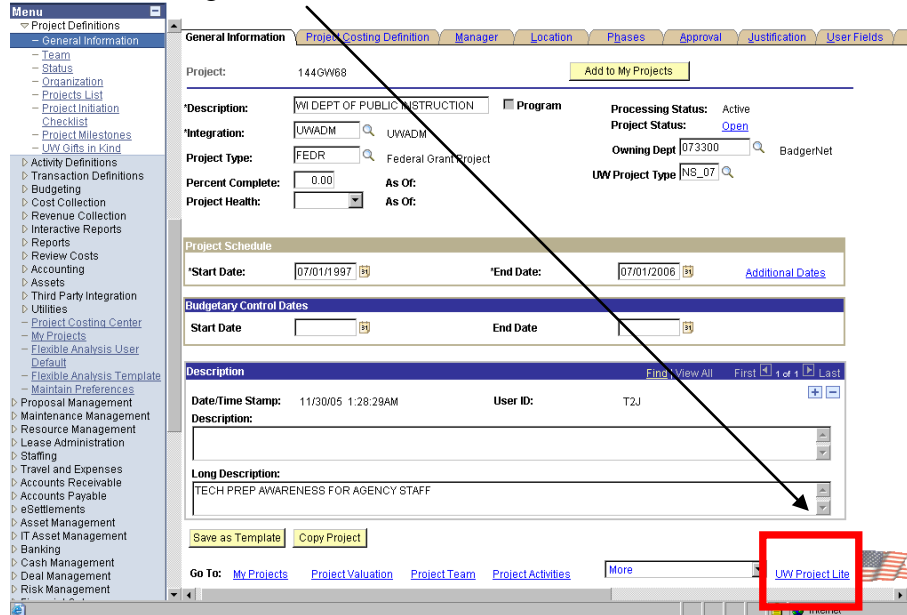 Menu
Project Definitions
General Information
Team
Status
Organization
Projects List
Project Initiation
Checklist
Project Milestones
UW Gifts in Kind
Activity Definitions
Transaction Definitions
Budgeting
Cost Collection
Revenue Collection
Interactive Reports
Reports
Review Costs
Accounting
Assets
Third Party Integration
Utilities
Project Costing Center
My Projects
Flexible Analysis User
Default
Flexible Analysis Template
Maintain Preferences
Proposal Management
Maintenance Management
Resource Management
Lease Administration
Staffing
Travel and Expenses
Accounts Receivable
Accounts Payable
eSettlements
Asset Management
IT Asset Management
Banking
Cash Management
Deal Management
Risk Management
General Information Project Costing Definition Manager Location Phases Approval Justification User Fields
Project: 144GW68 Add to My Projects
*Description: WI DEPT OF PUBLIC INSTRUCTION Program Processing Status: Active
Project Status: Open
*Integration: UWADM UWADM
Owning Dept 073300 BadgerNet
Project Type: FEDR Federal Grant Project
UW Project Type NS_07
Percent Complete: 0.00 As Of:
Project Health: As Of:
Project Schedule
*Start Date: 07/01/1997 *End Date: 07/01/2006 Additional Dates
Budgetary Control Dates
Start Date End Date
Description Find View All First 1 of 1 Last
Date/Time Stamp: 11/30/05 1:28:29AM User ID: T2J
Description:
Long Description:
TECH PREP AWARENESS FOR AGENCY STAFF
Save as Template Copy Project
Go To: My Projects Project Valuation Project Team Project Activities More UW Project Lite
Internet